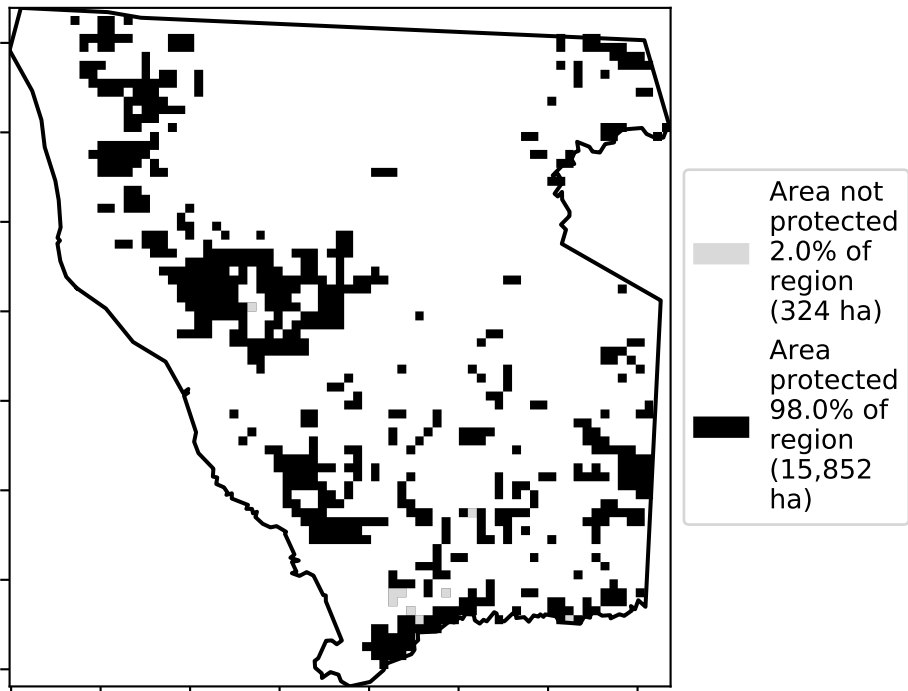 Area not
protected
2.0% of
region
(324 ha)
Area
protected
98.0% of
region
(15,852
ha)